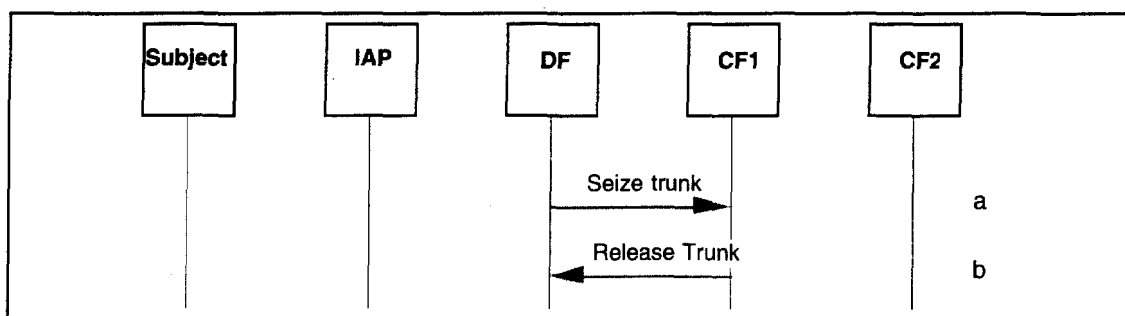 Subject IAP DF CF1 CF2
Seize trunk
a
Release Trunk
b